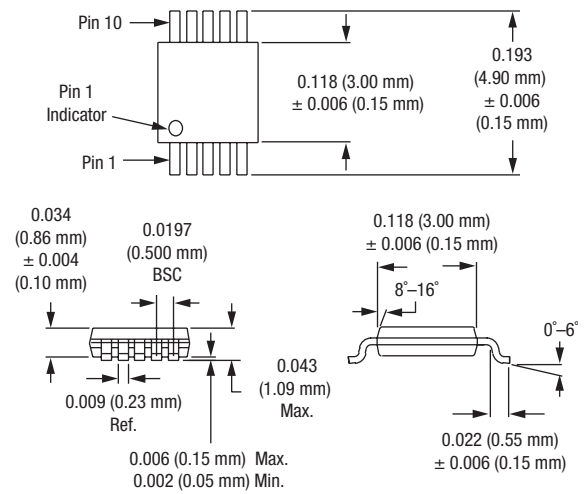 Pin 10
0.193
(4.90 mm)
± 0.006
(0.15 mm)
0.118 (3.00 mm)
± 0.006 (0.15 mm)
Pin 1
Indicator
Pin 1
0.034
(0.86 mm)
± 0.004
(0.10 mm)
0.0197
(0.500 mm)
BSC
0.118 (3.00 mm)
± 0.006 (0.15 mm)
8°–16°
0°–6°
0.043
(1.09 mm)
Max.
0.009 (0.23 mm)
Ref.
0.006 (0.15 mm) Max.
0.002 (0.05 mm) Min.
0.022 (0.55 mm)
± 0.006 (0.15 mm)